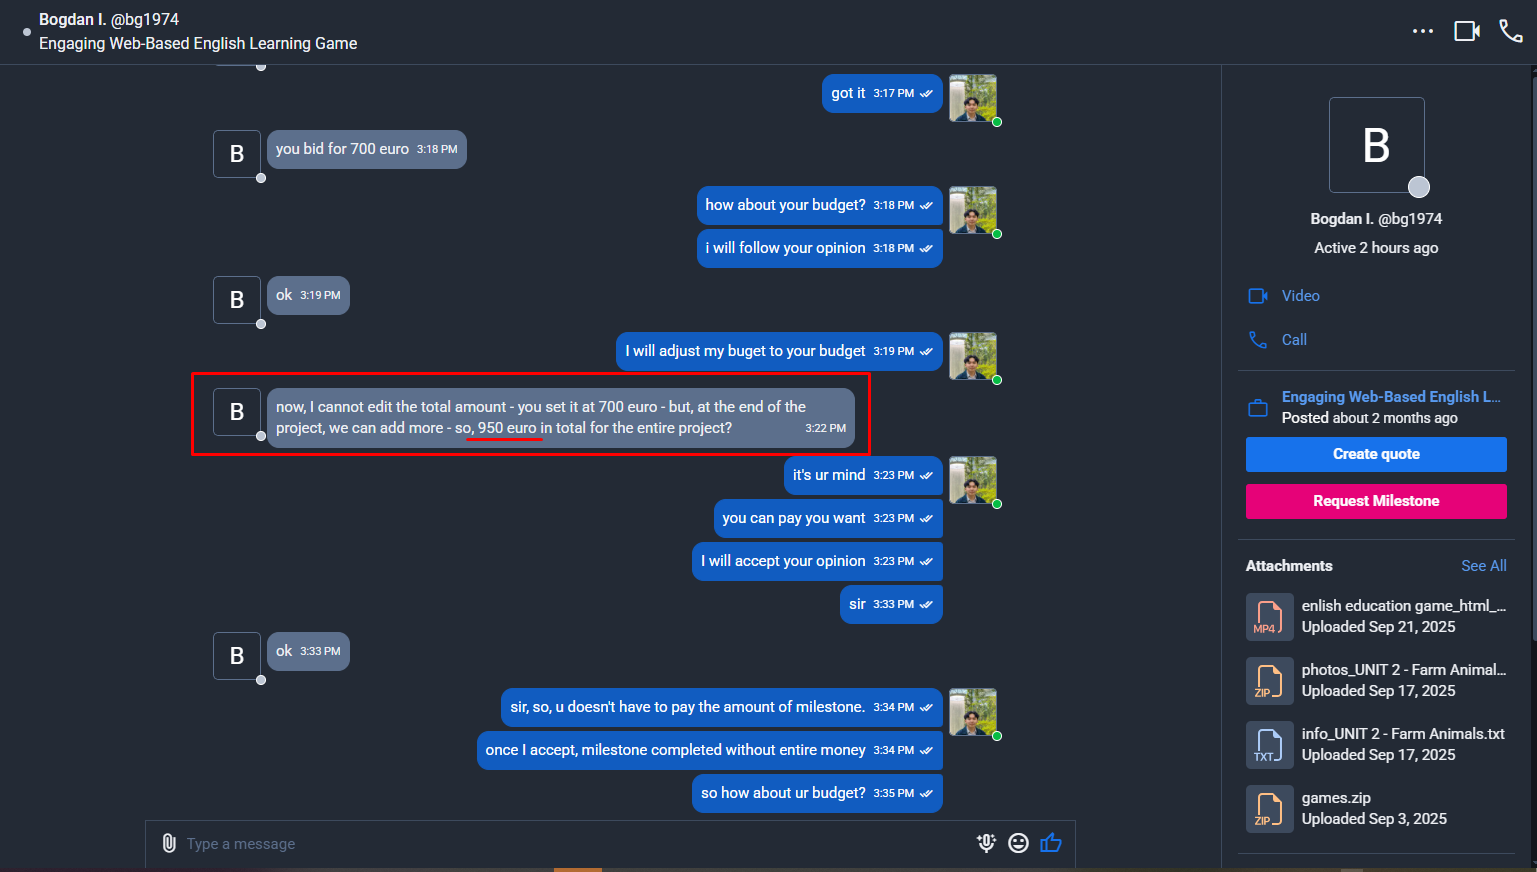 Bogdan I. @bg1974
Engaging Web-Based English Learning Game
got it 3:17 PM
B
you bid for 700 euro 3:18 PM
how about your budget? 3:18 PM
i will follow your opinion 3:18 PM
B
ok 3:19 PM
I will adjust my buget to your budget 3:19 PM
B
now, I cannot edit the total amount - you set it at 700 euro - but, at the end of the
project, we can add more - so, 950 euro in total for the entire project? 3:22 PM
it's ur mind 3:23 PM
you can pay you want 3:23 PM
I will accept your opinion 3:23 PM
sir 3:33 PM
B
ok 3:33 PM
sir, so, u doesn't have to pay the amount of milestone. 3:34 PM
once I accept, milestone completed without entire money 3:34 PM
so how about ur budget? 3:35 PM
Type a message
B
Bogdan I. @bg1974
Active 2 hours ago
Video
Call
Engaging Web-Based English L...
Posted about 2 months ago
Create quote
Request Milestone
Attachments See All
MP4
enlish education game_html_...
Uploaded Sep 21, 2025
ZIP
photos_UNIT 2 - Farm Animal...
Uploaded Sep 17, 2025
TXT
info_UNIT 2 - Farm Animals.txt
Uploaded Sep 17, 2025
ZIP
games.zip
Uploaded Sep 3, 2025